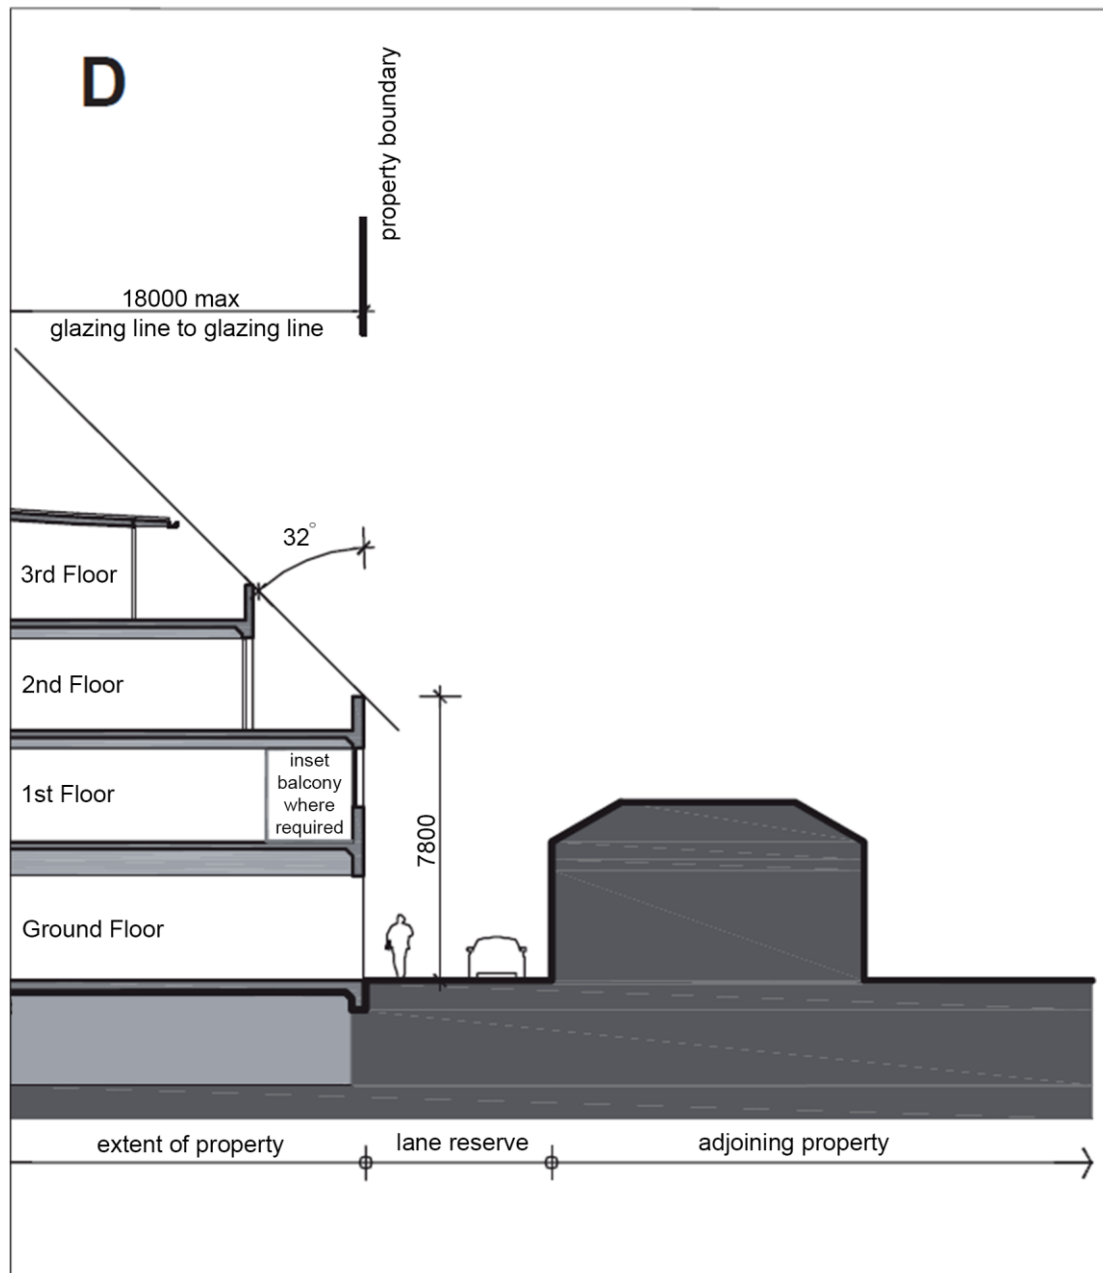 D
property boundary
18000 max
glazing line to glazing line
32°
3rd Floor
2nd Floor
1st Floor
inset
balcony
where
required
7800
Ground Floor
extent of property
lane reserve
adjoining property